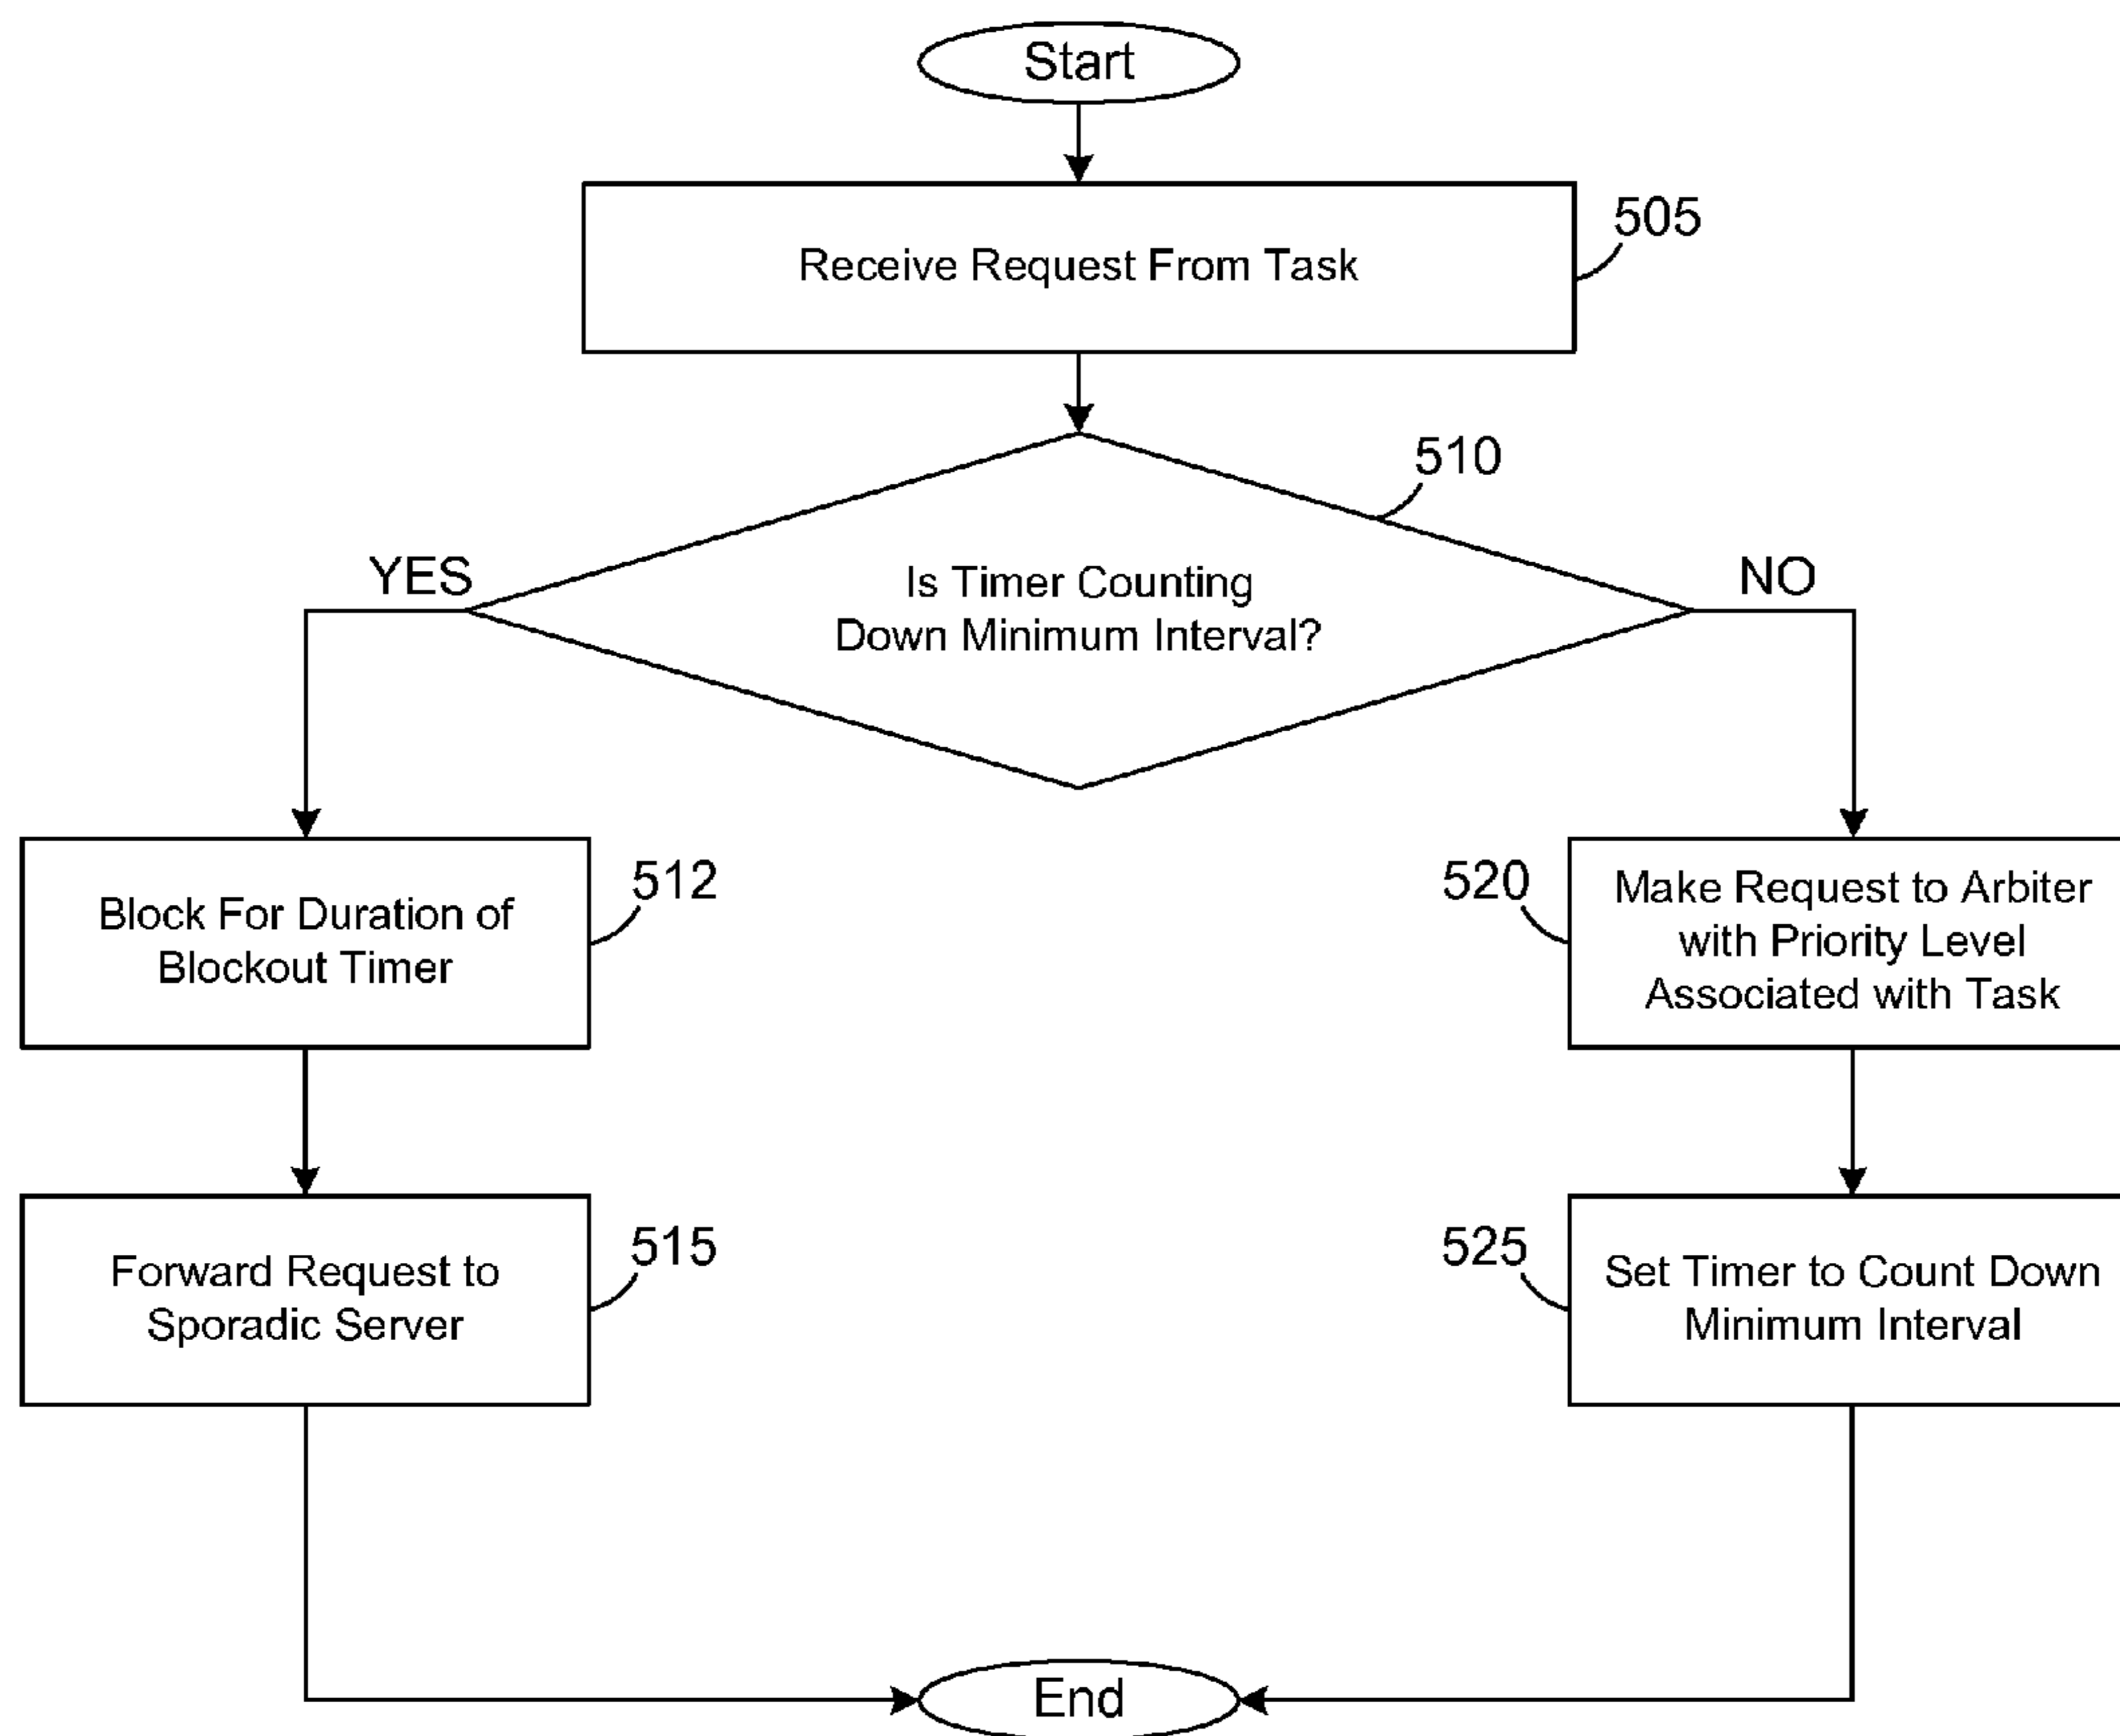 Start
Receive Request From Task
505
510
YES
Is Timer Counting
Down Minimum Interval?
NO
Block For Duration of
Blockout Timer
512
520
Make Request to Arbiter
with Priority Level
Associated with Task
Forward Request to
Sporadic Server
515
525
Set Timer to Count Down
Minimum Interval
End